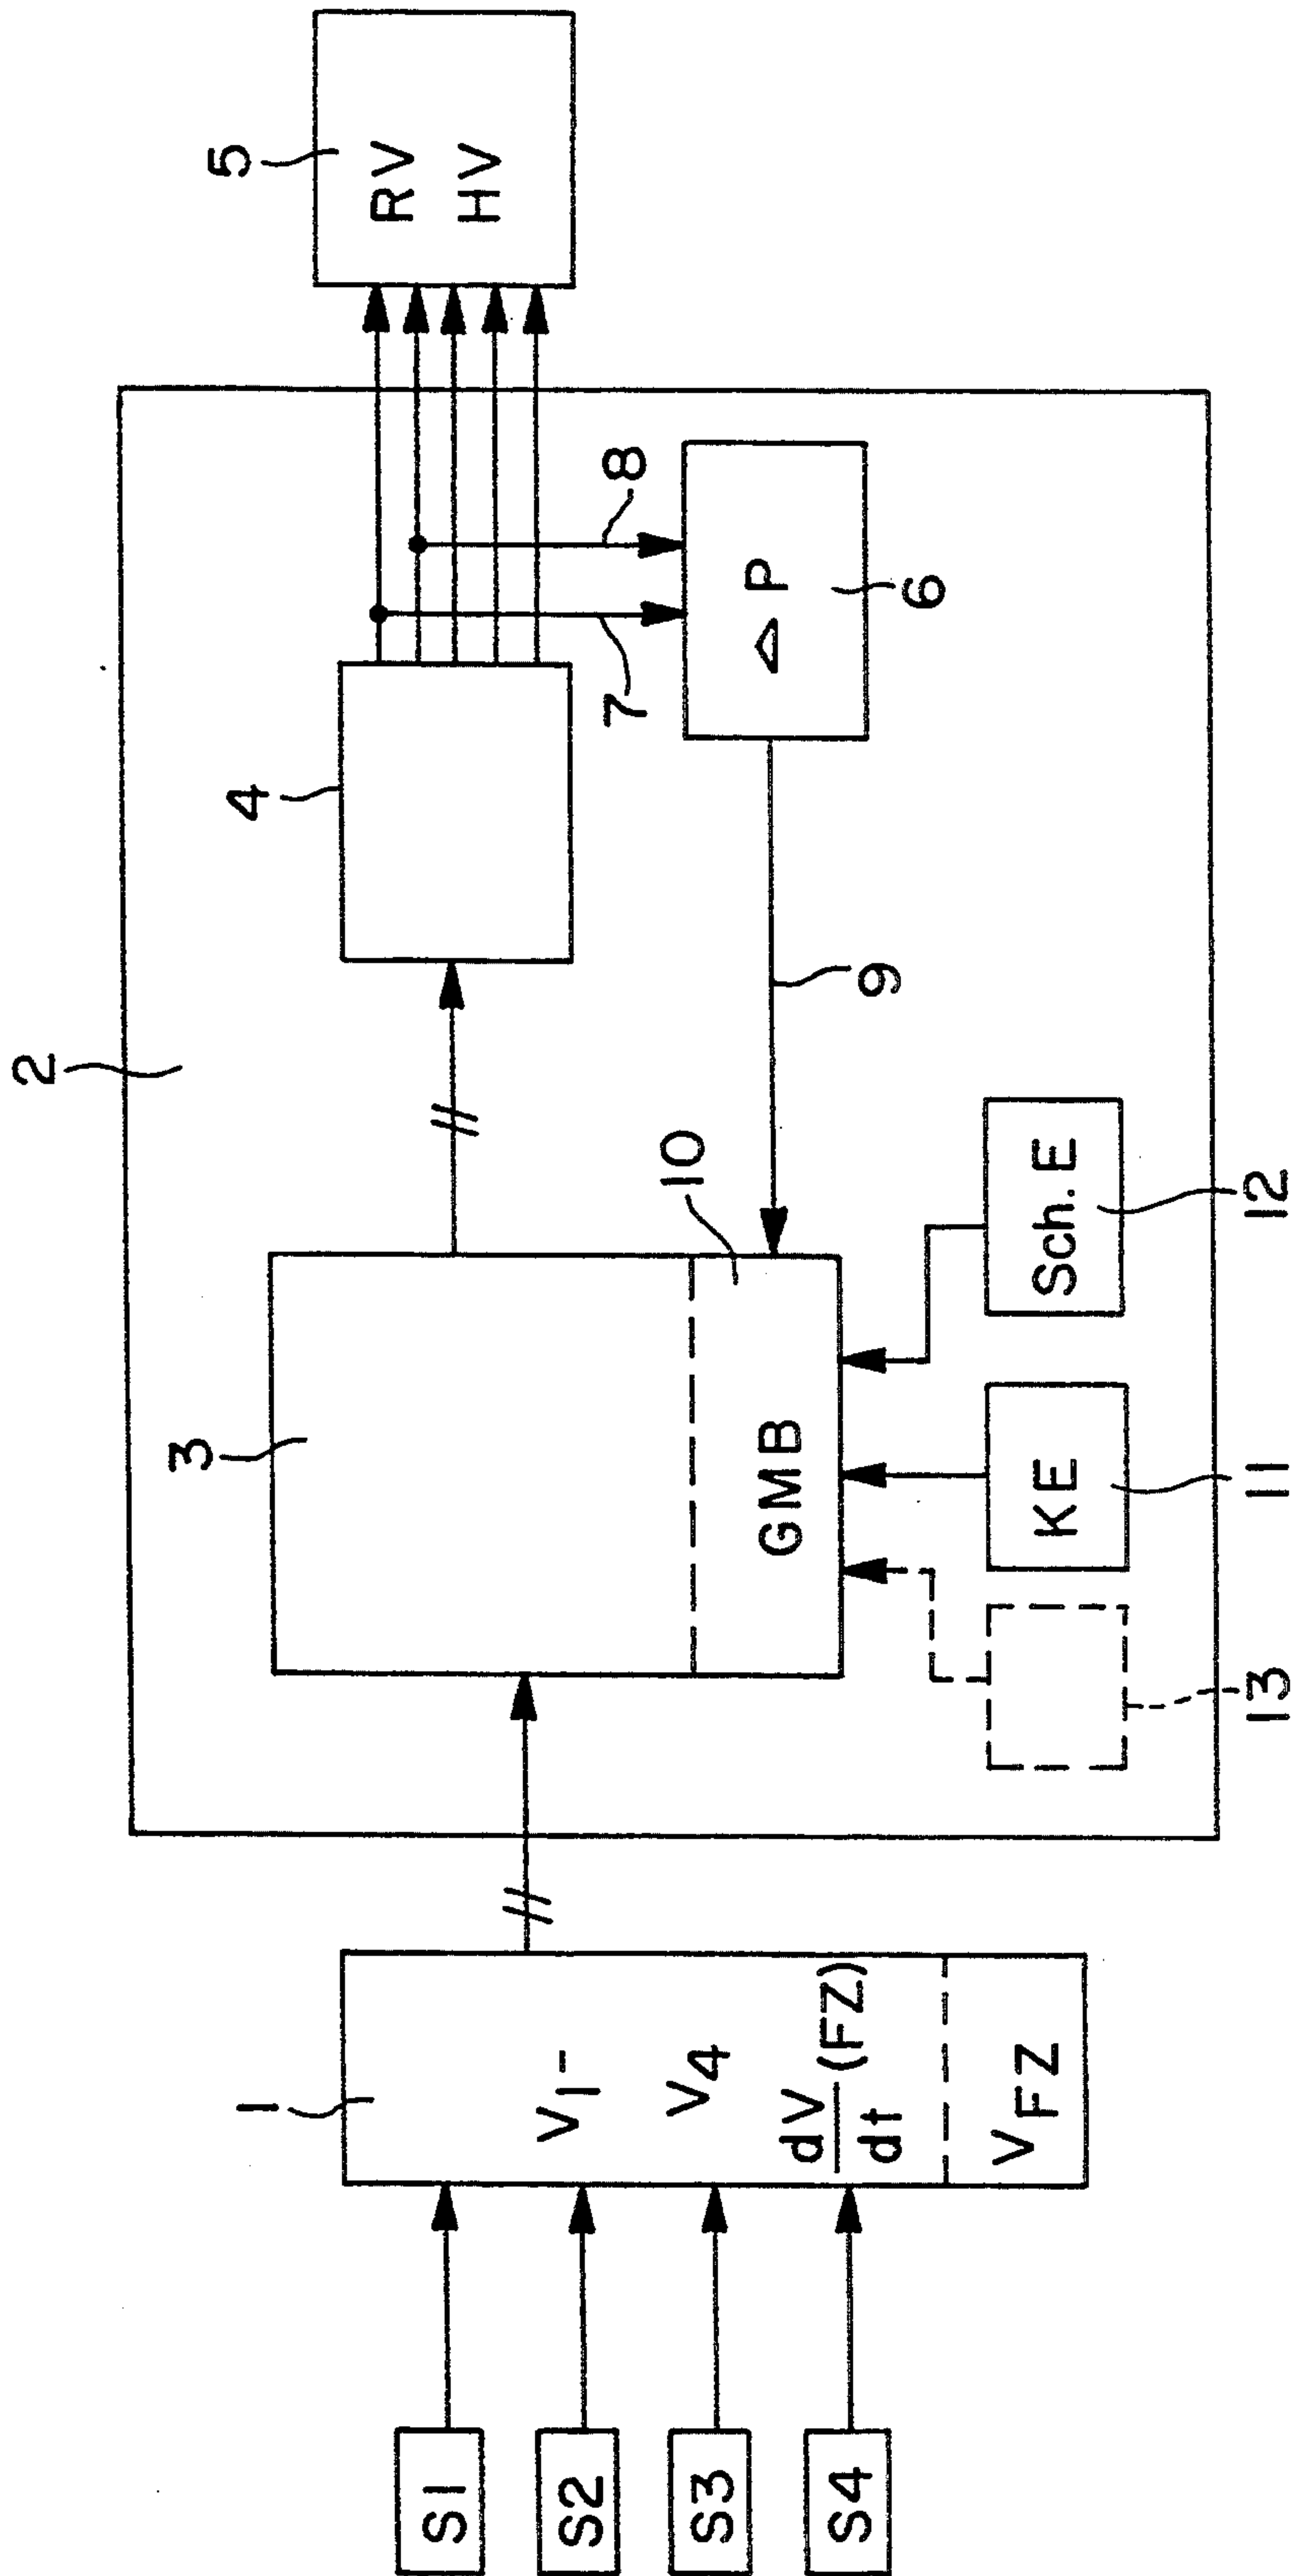 S1
S2
S3
S4
1
V1-
V4
dV/dt (FZ)
VFZ
2
3
GMB
10
4
5
RV
HV
7
8
ΔP
6
9
13
KE
11
Sch. E
12